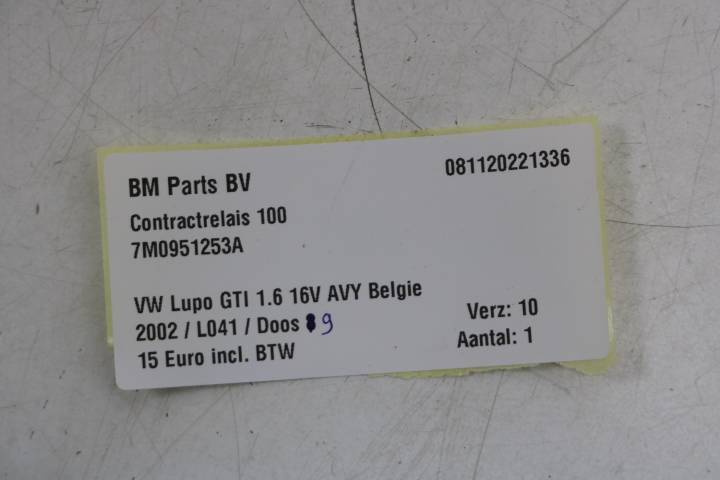 BM Parts BV
081120221336
Contractrelais 100
7M0951253A
VW Lupo GTI 1.6 16V AVY Belgie
2002 / L041 / Doos 9
15 Euro incl. BTW
Verz: 10
Aantal: 1